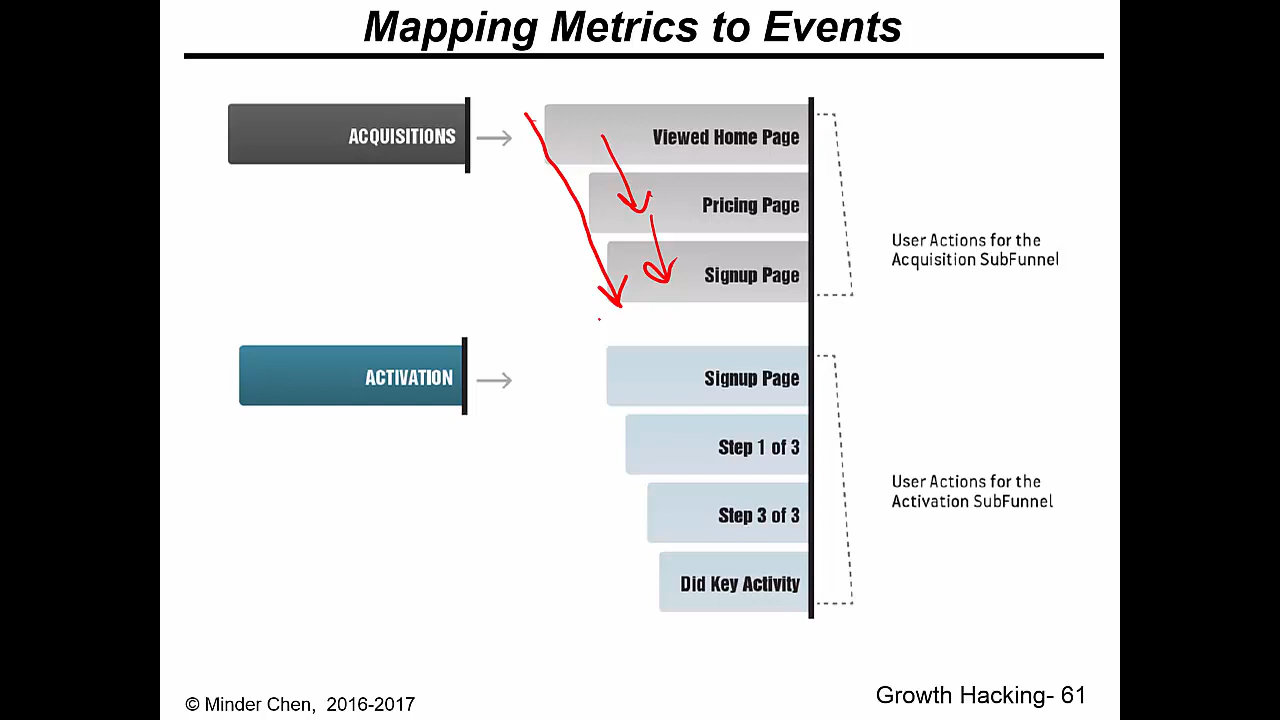 Mapping Metrics to Events
ACQUISITIONS
Viewed Home Page
Pricing Page
Signup Page
User Actions for the
Acquisition SubFunnel
ACTIVATION
Signup Page
Step 1 of 3
Step 3 of 3
Did Key Activity
User Actions for the
Activation SubFunnel
© Minder Chen, 2016-2017
Growth Hacking- 61